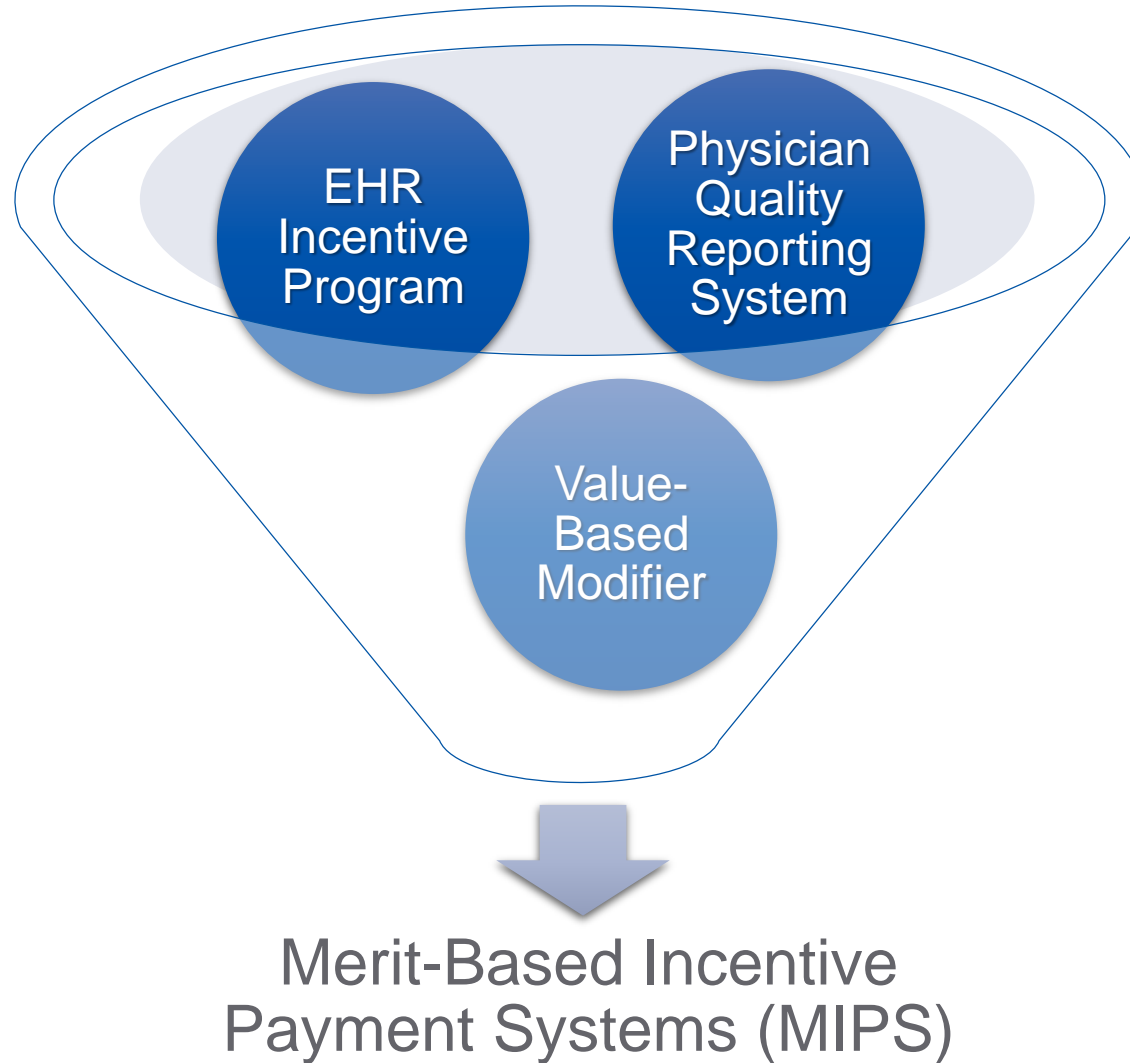 EHR
Incentive
Program
Physician
Quality
Reporting
System
Value-
Based
Modifier
Merit-Based Incentive
Payment Systems (MIPS)